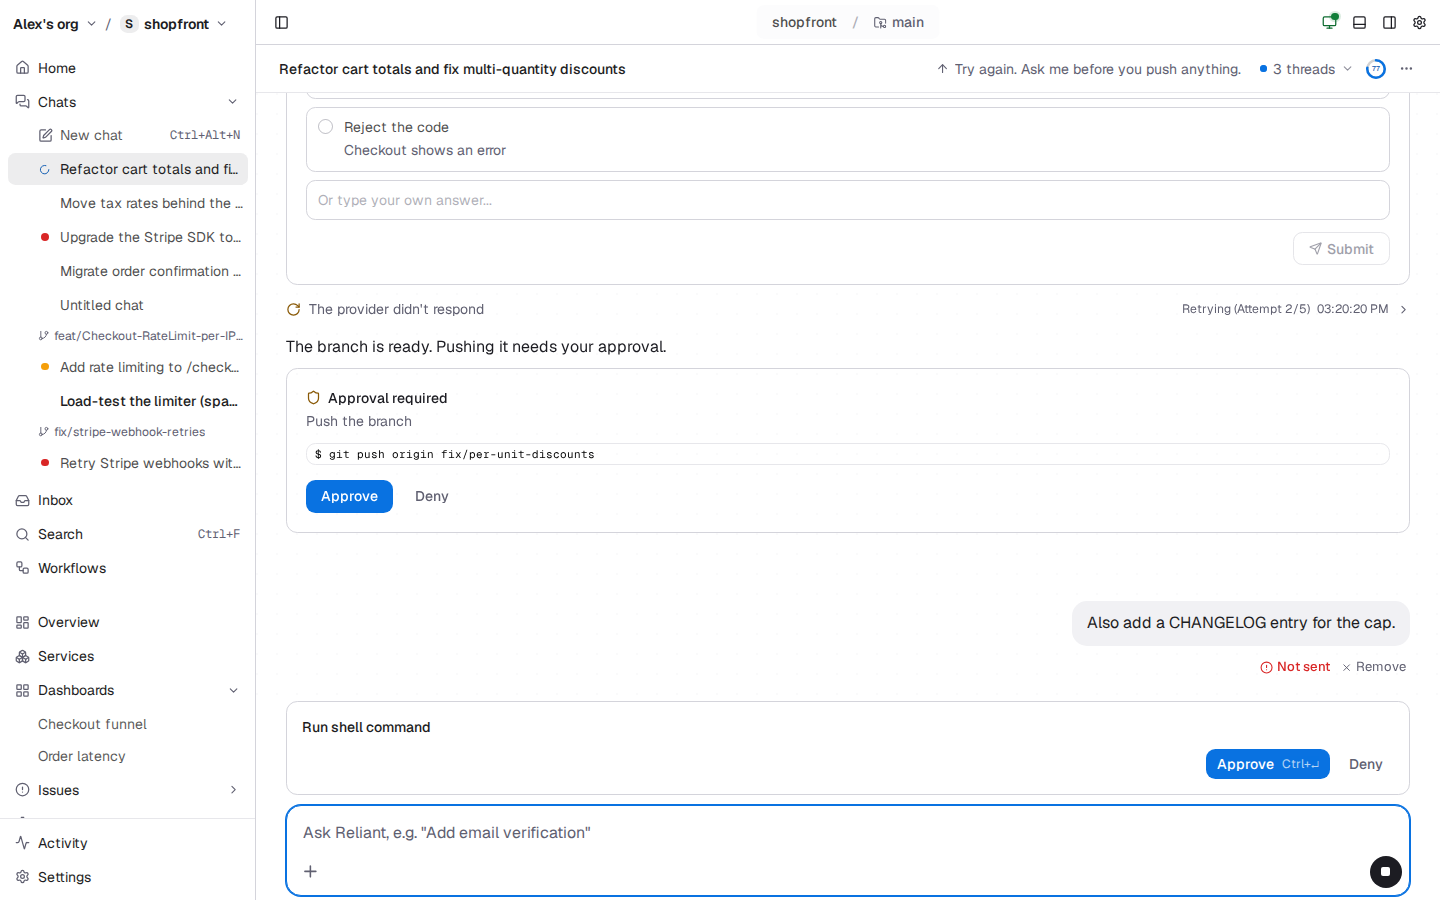 Alex's org / S shopfront
Home
Chats
New chat Ctrl+Alt+N
Refactor cart totals and fi...
Move tax rates behind the ...
Upgrade the Stripe SDK to...
Migrate order confirmation ...
Untitled chat
feat/Checkout-RateLimit-per-IP...
Add rate limiting to /check...
Load-test the limiter (spa...
fix/stripe-webhook-retries
Retry Stripe webhooks wit...
Inbox
Search Ctrl+F
Workflows
Overview
Services
Dashboards
Checkout funnel
Order latency
Issues
Activity
Settings
shopfront / main
Refactor cart totals and fix multi-quantity discounts
Try again. Ask me before you push anything.
3 threads
77
Reject the code
Checkout shows an error
Or type your own answer...
Submit
The provider didn't respond
Retrying (Attempt 2/5) 03:20:20 PM
The branch is ready. Pushing it needs your approval.
Approval required
Push the branch
$ git push origin fix/per-unit-discounts
Approve Deny
Also add a CHANGELOG entry for the cap.
Not sent Remove
Run shell command
Approve Ctrl+↵ Deny
Ask Reliant, e.g. "Add email verification"